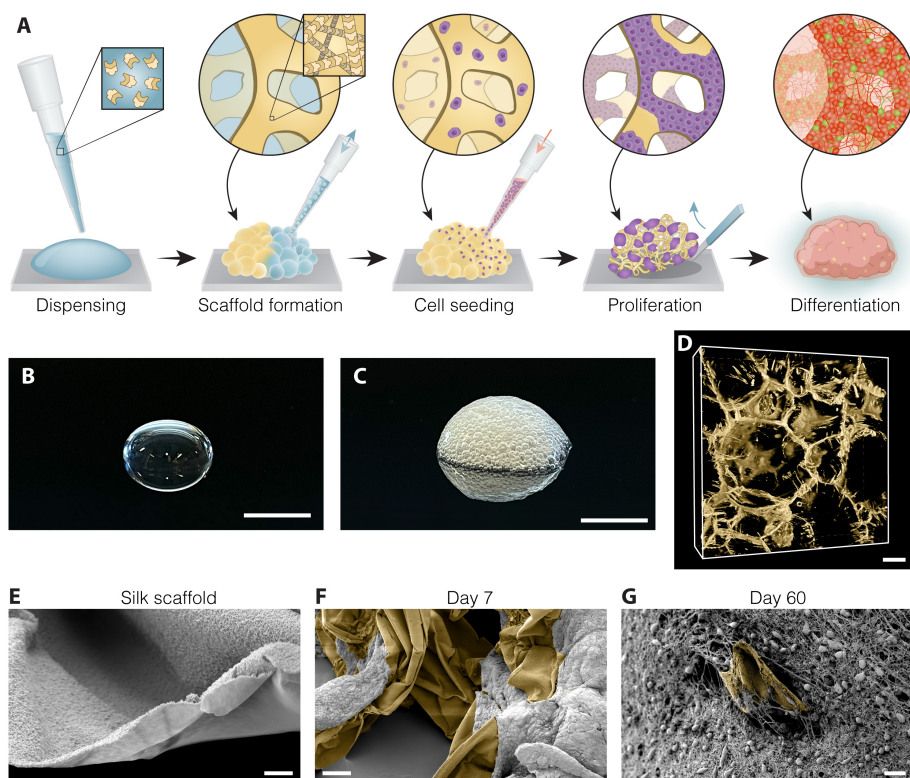 A
Dispensing
Scaffold formation
Cell seeding
Proliferation
Differentiation
B
C
D
E
Silk scaffold
F
Day 7
G
Day 60